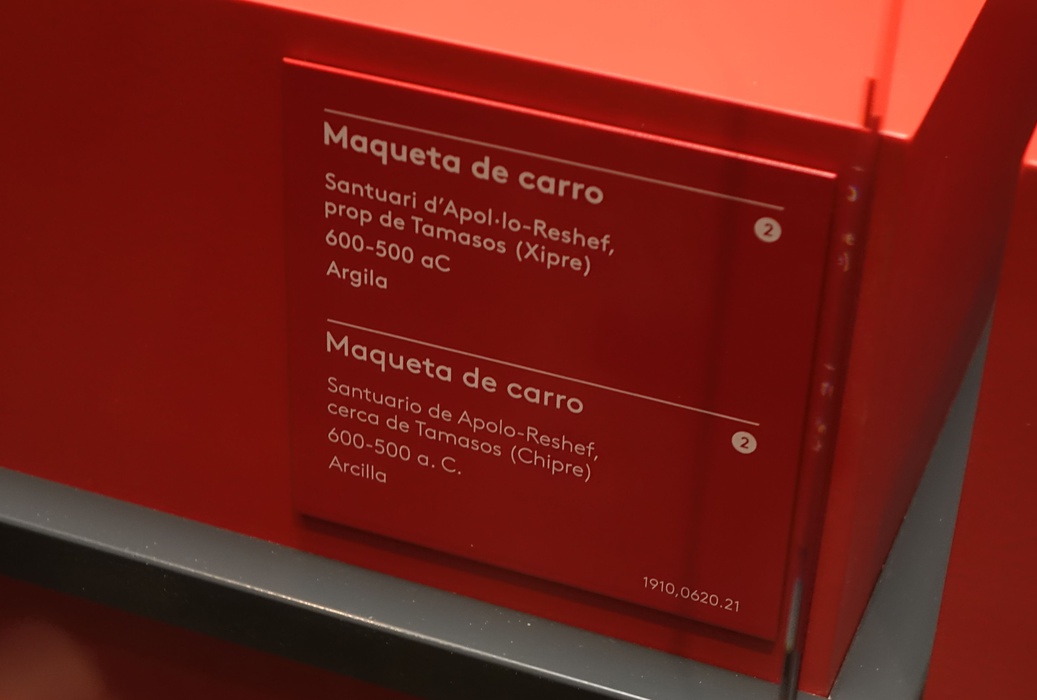 Maqueta de carro
2
Santuari d'Apol·lo-Reshef,
prop de Tamasos (Xipre)
600-500 aC
Argila
Maqueta de carro
2
Santuario de Apolo-Reshef,
cerca de Tamasos (Chipre)
600-500 a. C.
Arcilla
1910,0620.21